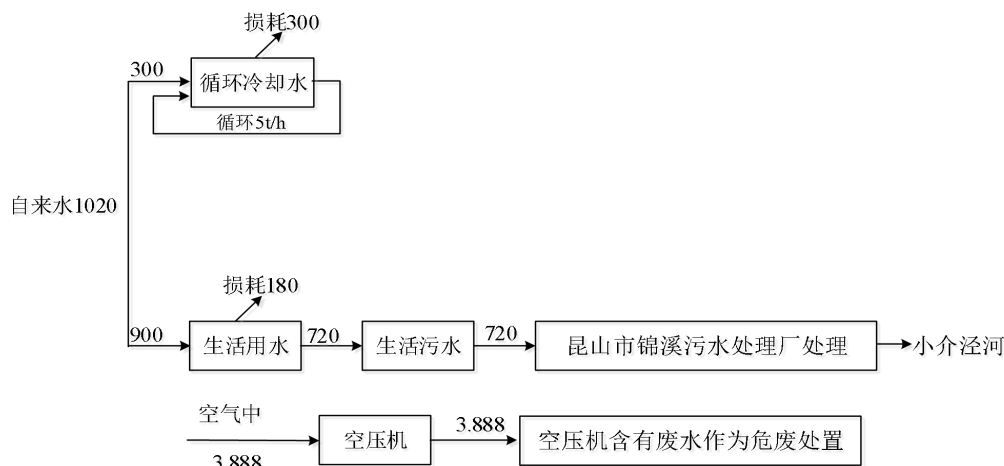 损耗300
300
循环冷却水
循环5t/h
自来水1020
损耗180
900
生活用水
720
生活污水
720
昆山市锦溪污水处理厂处理
小介泾河
空气中
3.888
空压机
3.888
空压机含有废水作为危废处置